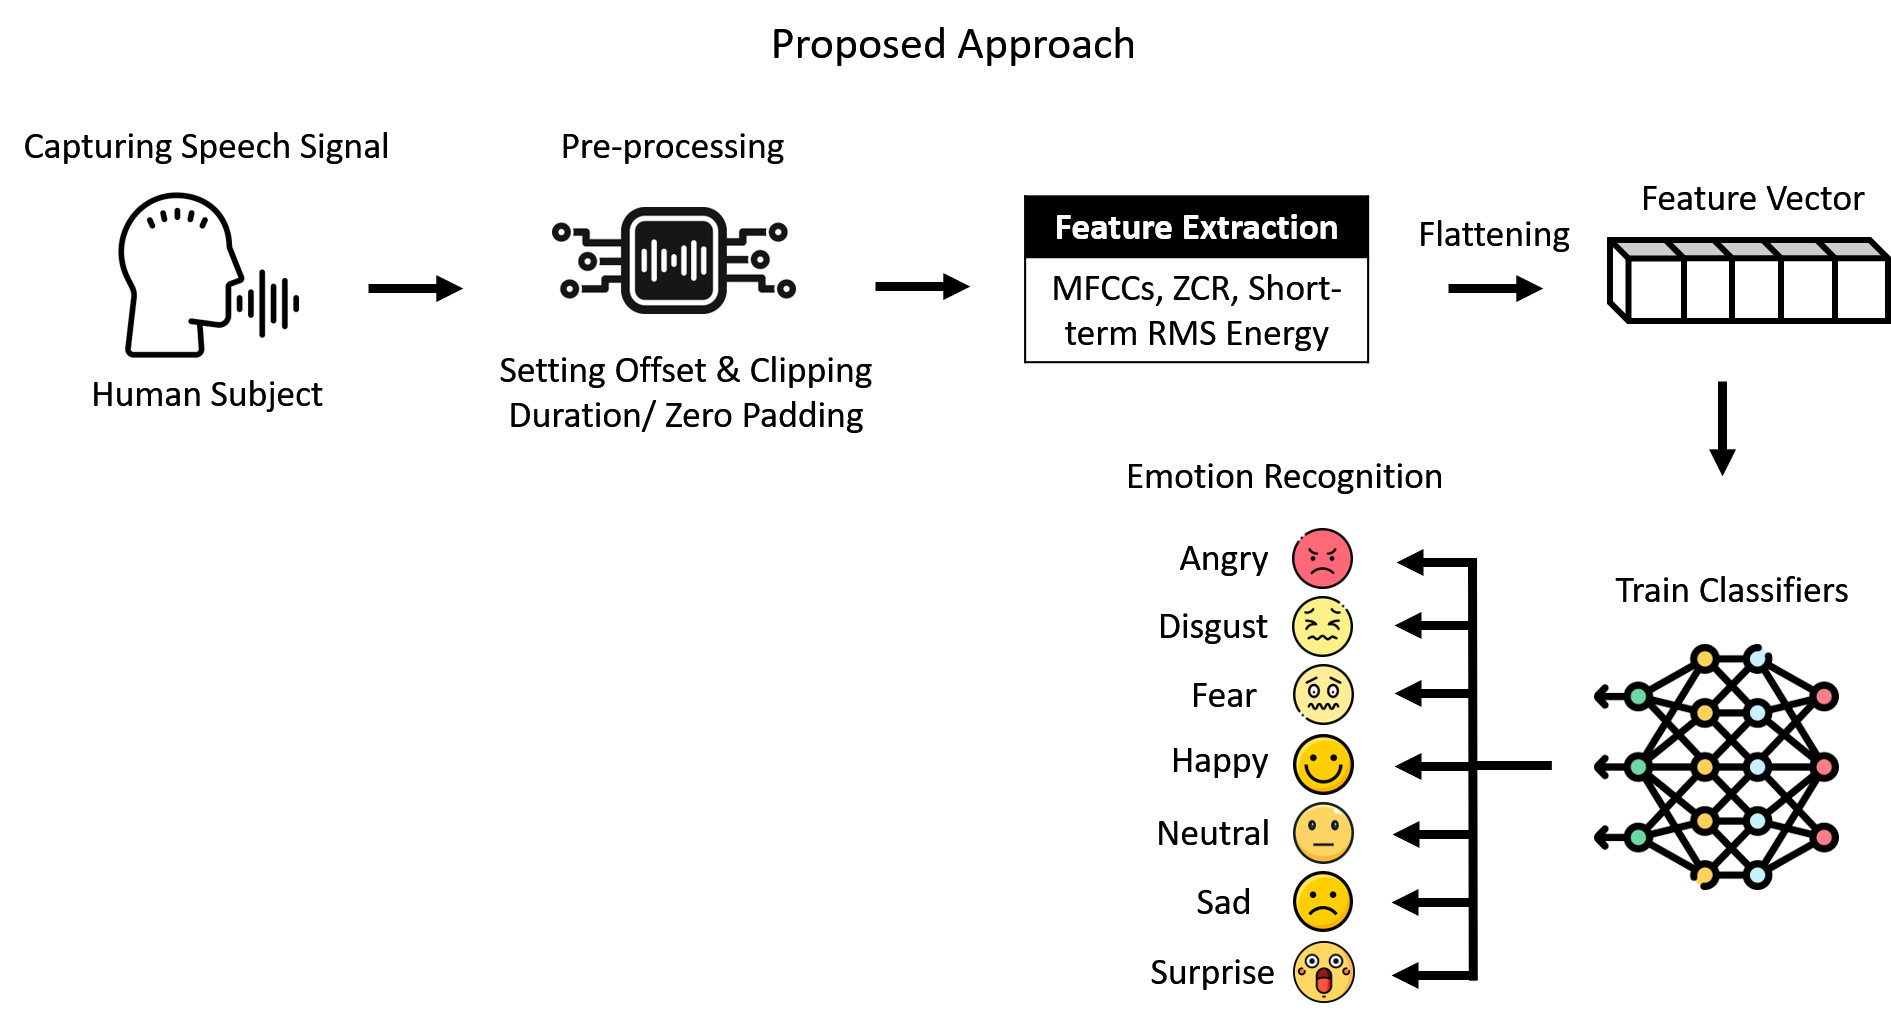 Proposed Approach
Capturing Speech Signal
Human Subject
Pre-processing
Setting Offset & Clipping
Duration/ Zero Padding
Feature Extraction
MFCCs, ZCR, Short-
term RMS Energy
Flattening
Feature Vector
Train Classifiers
Emotion Recognition
Angry
Disgust
Fear
Happy
Neutral
Sad
Surprise